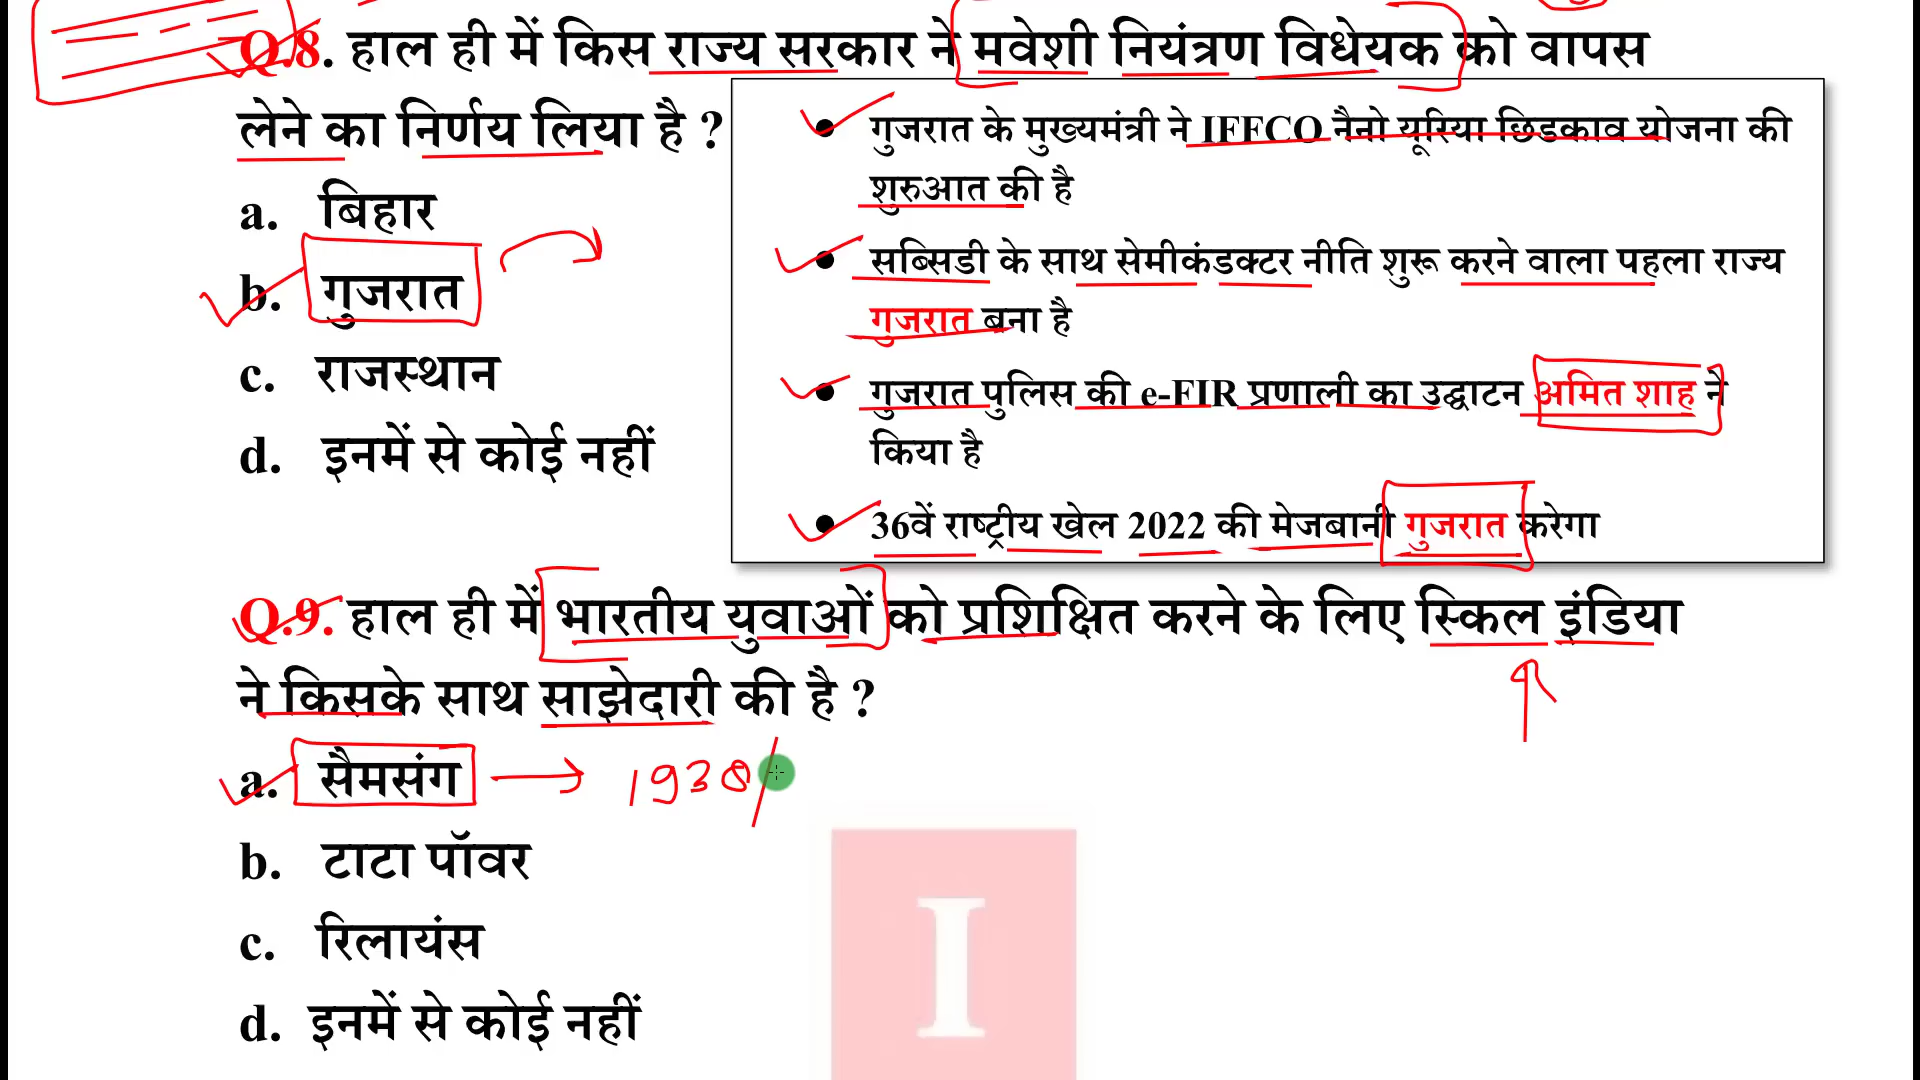 Q.8. हाल ही में किस राज्य सरकार ने मवेशी नियंत्रण विधेयक को वापस
लेने का निर्णय लिया है ?
a. बिहार
b. गुजरात
c. राजस्थान
d. इनमें से कोई नहीं
● गुजरात के मुख्यमंत्री ने IFFCO नैनो यूरिया छिडकाव योजना की
शुरुआत की है
● सब्सिडी के साथ सेमीकंडक्टर नीति शुरू करने वाला पहला राज्य
गुजरात बना है
● गुजरात पुलिस की e-FIR प्रणाली का उद्घाटन अमित शाह ने
किया है
● 36वें राष्ट्रीय खेल 2022 की मेजबानी गुजरात करेगा
Q.9. हाल ही में भारतीय युवाओं को प्रशिक्षित करने के लिए स्किल इंडिया
ने किसके साथ साझेदारी की है ?
a. सैमसंग → 1938
b. टाटा पॉवर
c. रिलायंस
d. इनमें से कोई नहीं
I